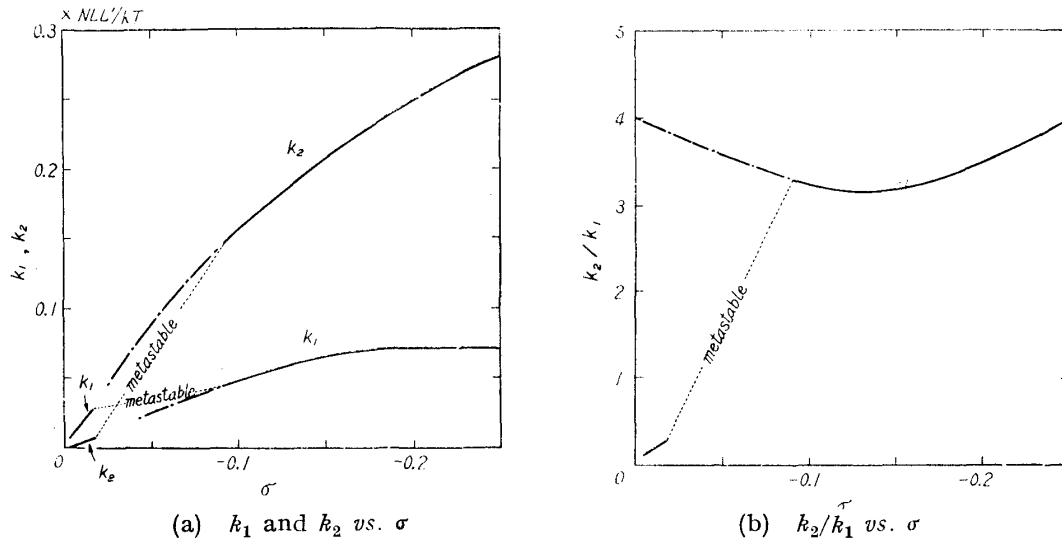 × NLL'/kT
0.3
0.2
0.1
0
k₁, k₂
k₂
k₁
metastable
metastable
k₁
k₂
-0.1
-0.2
σ
(a) k₁ and k₂ vs. σ
5
4
3
2
1
0
k₂/k₁
metastable
-0.1
-0.2
σ
(b) k₂/k₁ vs. σ